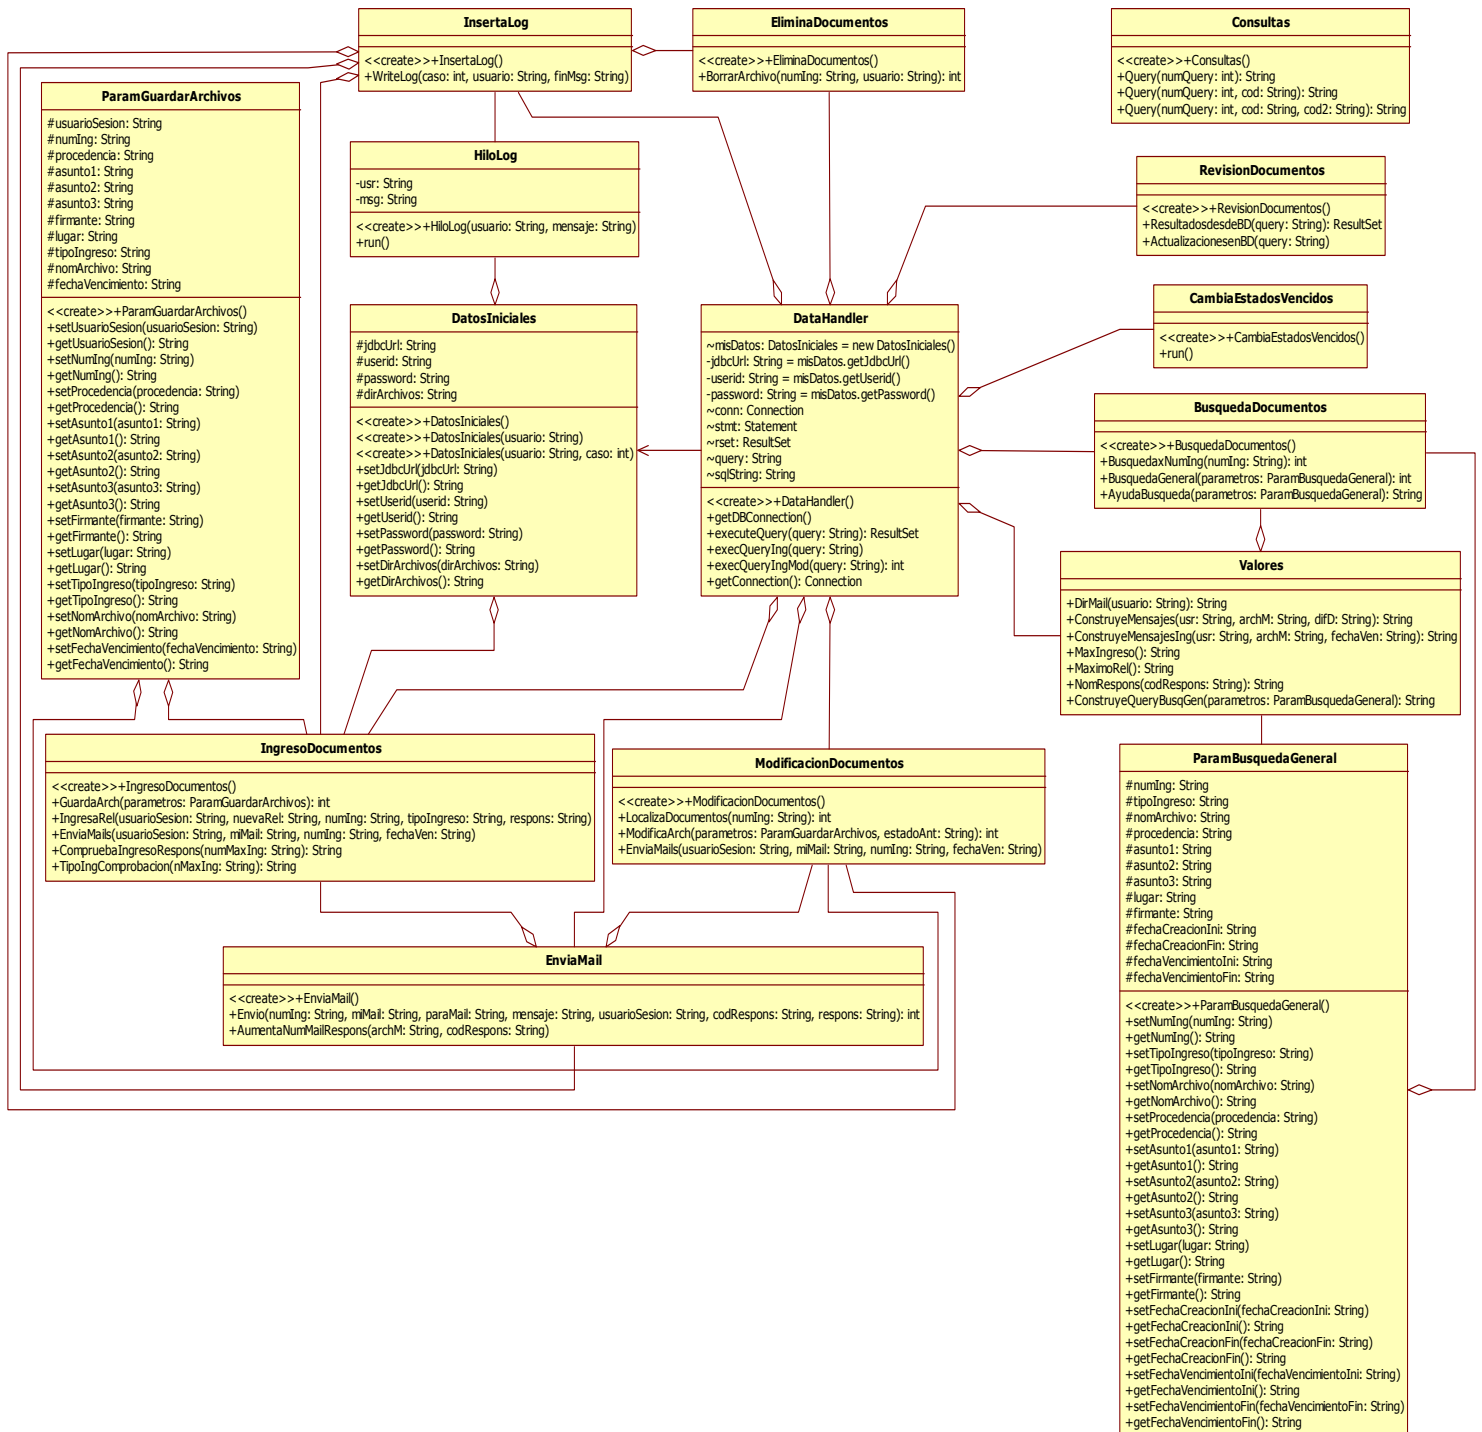 InsertaLog
<<create>>+InsertaLog()
+WriteLog(caso: int, usuario: String, finMsg: String)
EliminaDocumentos
<<create>>+EliminaDocumentos()
+BorrarArchivo(numIng: String, usuario: String): int
Consultas
<<create>>+Consultas()
+Query(numQuery: int): String
+Query(numQuery: int, cod: String): String
+Query(numQuery: int, cod: String, cod2: String): String
ParamGuardarArchivos
#usuarioSesion: String
#numIng: String
#procedencia: String
#asunto1: String
#asunto2: String
#asunto3: String
#firmante: String
#lugar: String
#tipoIngreso: String
#nomArchivo: String
#fechaVencimiento: String
<<create>>+ParamGuardarArchivos()
+setUsuarioSesion(usuarioSesion: String)
+getUsuarioSesion(): String
+setNumIng(numIng: String)
+getNumIng(): String
+setProcedencia(procedencia: String)
+getProcedencia(): String
+setAsunto1(asunto1: String)
+getAsunto1(): String
+setAsunto2(asunto2: String)
+getAsunto2(): String
+setAsunto3(asunto3: String)
+getAsunto3(): String
+setFirmante(firmante: String)
+getFirmante(): String
+setLugar(lugar: String)
+getLugar(): String
+setTipoIngreso(tipoIngreso: String)
+getTipoIngreso(): String
+setNomArchivo(nomArchivo: String)
+getNomArchivo(): String
+setFechaVencimiento(fechaVencimiento: String)
+getFechaVencimiento(): String
HiloLog
-usr: String
-msg: String
<<create>>+HiloLog(usuario: String, mensaje: String)
+run()
RevisionDocumentos
<<create>>+RevisionDocumentos()
+ResultadosdesdeBD(query: String): ResultSet
+ActualizacionesenBD(query: String)
DatosIniciales
#jdbcUrl: String
#userid: String
#password: String
#dirArchivos: String
<<create>>+DatosIniciales()
<<create>>+DatosIniciales(usuario: String)
<<create>>+DatosIniciales(usuario: String, caso: int)
+setJdbcUrl(jdbcUrl: String)
+getJdbcUrl(): String
+setUserid(userid: String)
+getUserid(): String
+setPassword(password: String)
+getPassword(): String
+setDirArchivos(dirArchivos: String)
+getDirArchivos(): String
DataHandler
~misDatos: DatosIniciales = new DatosIniciales()
-jdbcUrl: String = misDatos.getJdbcUrl()
-userid: String = misDatos.getUserid()
-password: String = misDatos.getPassword()
~conn: Connection
~stmt: Statement
~rset: ResultSet
~query: String
~sqlString: String
<<create>>+DataHandler()
+getDBConnection()
+executeQuery(query: String): ResultSet
+execQueryIng(query: String)
+execQueryIngMod(query: String): int
+getConnection(): Connection
CambiaEstadosVencidos
<<create>>+CambiaEstadosVencidos()
+run()
BusquedaDocumentos
<<create>>+BusquedaDocumentos()
+BusquedaxNumIng(numIng: String): int
+BusquedaGeneral(parametros: ParamBusquedaGeneral): int
+AyudaBusqueda(parametros: ParamBusquedaGeneral): String
Valores
+DirMail(usuario: String): String
+ConstruyeMensajes(usr: String, archM: String, difD: String): String
+ConstruyeMensajesIng(usr: String, archM: String, fechaVen: String): String
+MaxIngreso(): String
+MaximoRel(): String
+NomRespons(codRespons: String): String
+ConstruyeQueryBusqGen(parametros: ParamBusquedaGeneral): String
IngresoDocumentos
<<create>>+IngresoDocumentos()
+GuardaArch(parametros: ParamGuardarArchivos): int
+IngresaRel(usuarioSesion: String, nuevaRel: String, numIng: String, tipoIngreso: String, respons: String)
+EnviaMails(usuarioSesion: String, miMail: String, numIng: String, fechaVen: String)
+CompruebaIngresoRespons(numMaxIng: String): String
+TipoIngComprobacion(nMaxIng: String): String
ModificacionDocumentos
<<create>>+ModificacionDocumentos()
+LocalizaDocumentos(numIng: String): int
+ModificaArch(parametros: ParamGuardarArchivos, estadoAnt: String): int
+EnviaMails(usuarioSesion: String, miMail: String, numIng: String, fechaVen: String)
EnviaMail
<<create>>+EnviaMail()
+Envio(numIng: String, miMail: String, paraMail: String, mensaje: String, usuarioSesion: String, codRespons: String, respons: String): int
+AumentaNumMailRespons(archM: String, codRespons: String)
ParamBusquedaGeneral
#numIng: String
#tipoIngreso: String
#nomArchivo: String
#procedencia: String
#asunto1: String
#asunto2: String
#asunto3: String
#lugar: String
#firmante: String
#fechaCreacionIni: String
#fechaCreacionFin: String
#fechaVencimientoIni: String
#fechaVencimientoFin: String
<<create>>+ParamBusquedaGeneral()
+setNumIng(numIng: String)
+getNumIng(): String
+setTipoIngreso(tipoIngreso: String)
+getTipoIngreso(): String
+setNomArchivo(nomArchivo: String)
+getNomArchivo(): String
+setProcedencia(procedencia: String)
+getProcedencia(): String
+setAsunto1(asunto1: String)
+getAsunto1(): String
+setAsunto2(asunto2: String)
+getAsunto2(): String
+setAsunto3(asunto3: String)
+getAsunto3(): String
+setLugar(lugar: String)
+getLugar(): String
+setFirmante(firmante: String)
+getFirmante(): String
+setFechaCreacionIni(fechaCreacionIni: String)
+getFechaCreacionIni(): String
+setFechaCreacionFin(fechaCreacionFin: String)
+getFechaCreacionFin(): String
+setFechaVencimientoIni(fechaVencimientoIni: String)
+getFechaVencimientoIni(): String
+setFechaVencimientoFin(fechaVencimientoFin: String)
+getFechaVencimientoFin(): String